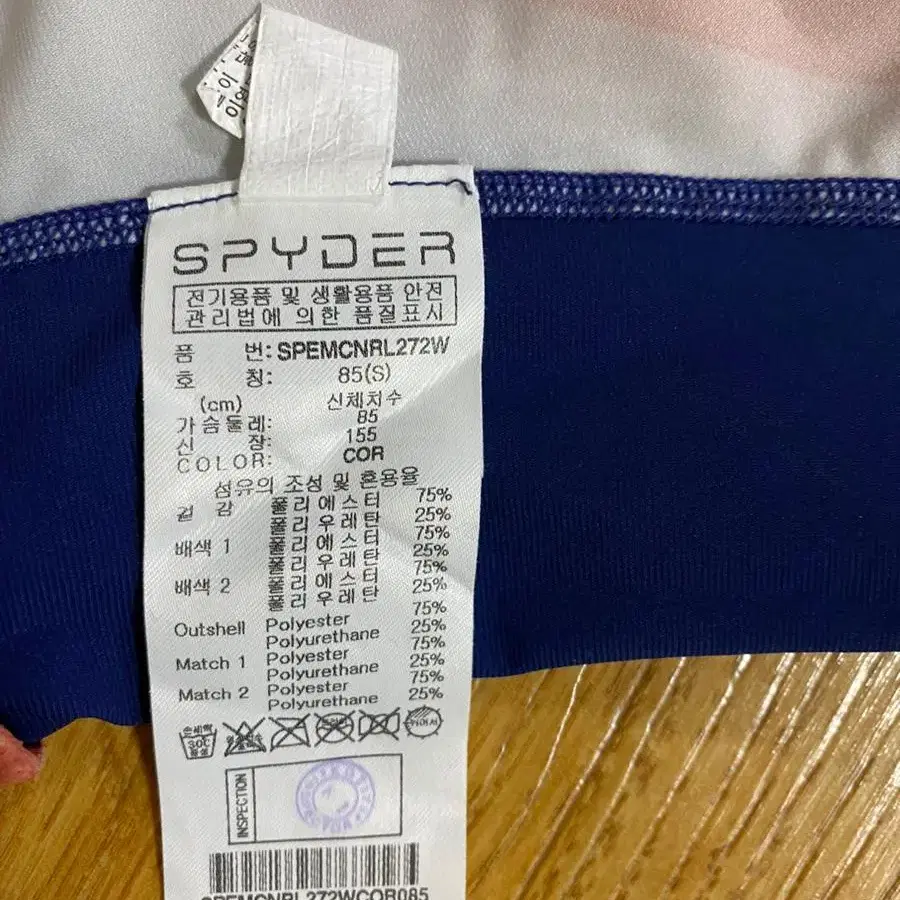 SPYDER
전기용품 및 생활용품 안전
관리법에 의한 품질표시
품 번: SPEMCNRL272W
호 칭: 85(S)
(cm) 신체치수
가슴둘레: 85
신 장: 155
COLOR: COR
섬유의 조성 및 혼용율
겉 감 폴리에스터 75%
폴리우레탄 25%
배색 1 폴리에스터 75%
폴리우레탄 25%
배색 2 폴리에스터 75%
폴리우레탄 25%
Outshell Polyester 75%
Polyurethane 25%
Match 1 Polyester 75%
Polyurethane 25%
Match 2 Polyester 75%
Polyurethane 25%
손세탁
30℃
중성
INSPECTION
SPEMCNRL272WCOR085